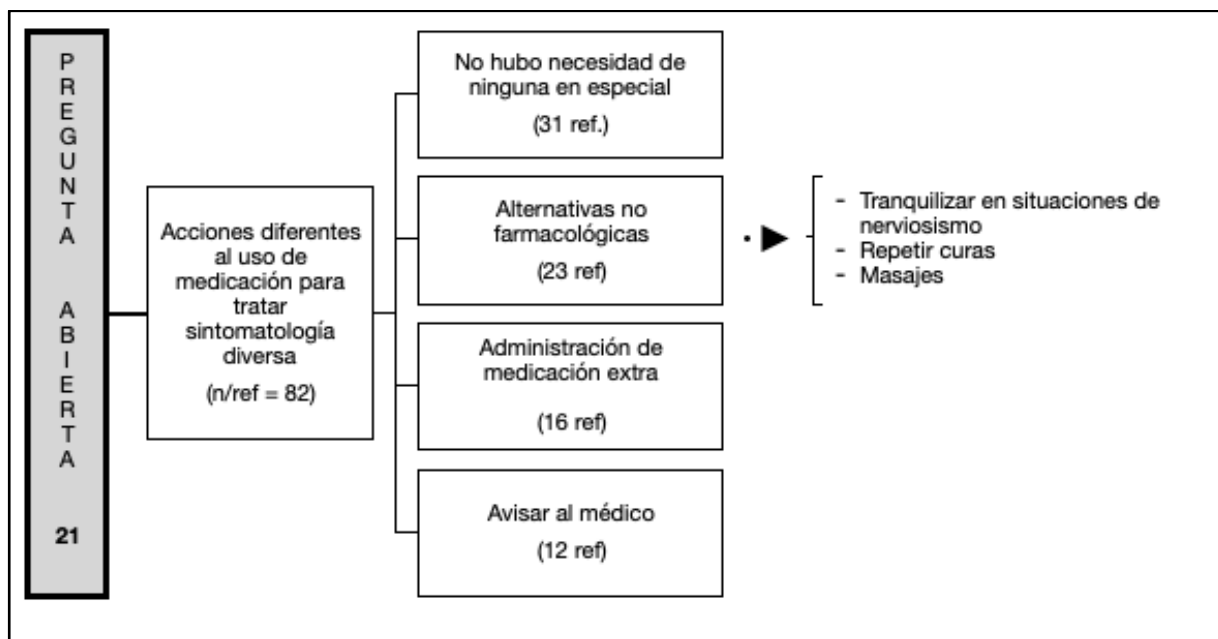 PREGUNTA ABIERTA 21
Acciones diferentes
al uso de
medicación para
tratar
sintomatología
diversa
(n/ref = 82)
No hubo necesidad de
ninguna en especial
(31 ref.)
Alternativas no
farmacológicas
(23 ref)
- Tranquilizar en situaciones de
nerviosismo
- Repetir curas
- Masajes
Administración de
medicación extra
(16 ref)
Avisar al médico
(12 ref)